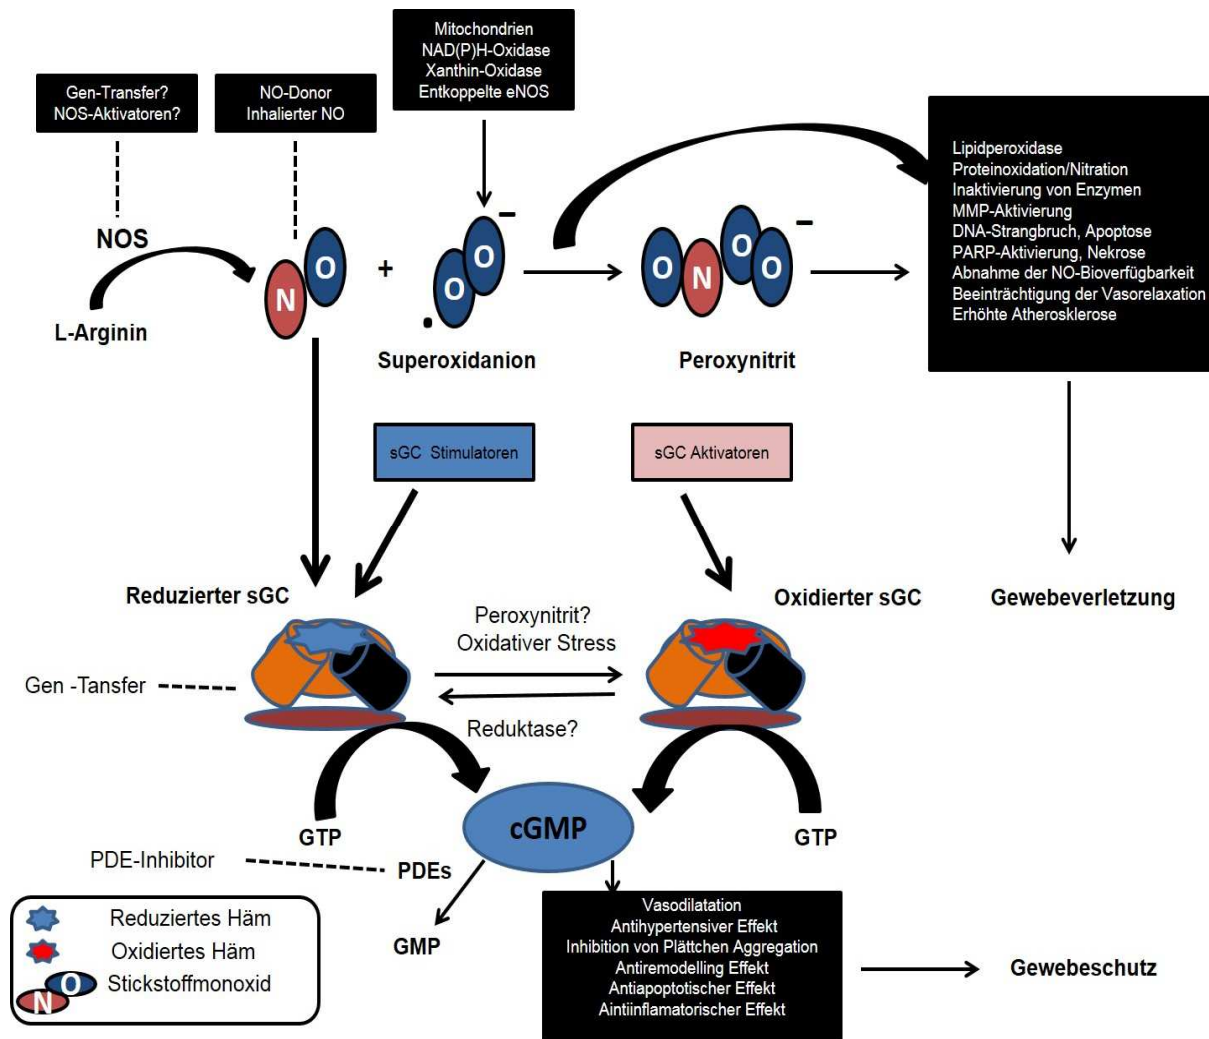 Mitochondrien
NAD(P)H-Oxidase
Xanthin-Oxidase
Entkoppelte eNOS
Gen-Transfer?
NOS-Aktivatoren?
NO-Donor
Inhalierter NO
Lipidperoxidase
Proteinoxidation/Nitration
Inaktivierung von Enzymen
MMP-Aktivierung
DNA-Strangbruch, Apoptose
PARP-Aktivierung, Nekrose
Abnahme der NO-Bioverfügbarkeit
Beeinträchtigung der Vasorelaxation
Erhöhte Atherosklerose
NOS
L-Arginin
N O
+
O O −
.
O N O O −
Superoxidanion
Peroxynitrit
sGC Stimulatoren
sGC Aktivatoren
Reduzierter sGC
Oxidierter sGC
Gewebeverletzung
Peroxynitrit?
Oxidativer Stress
Gen -Tansfer
Reduktase?
GTP
cGMP
GTP
PDE-Inhibitor
PDEs
GMP
Vasodilatation
Antihypertensiver Effekt
Inhibition von Plättchen Aggregation
Antiremodelling Effekt
Antiapoptotischer Effekt
Aintiinflamatorischer Effekt
Gewebeschutz
Reduziertes Häm
Oxidiertes Häm
N O Stickstoffmonoxid